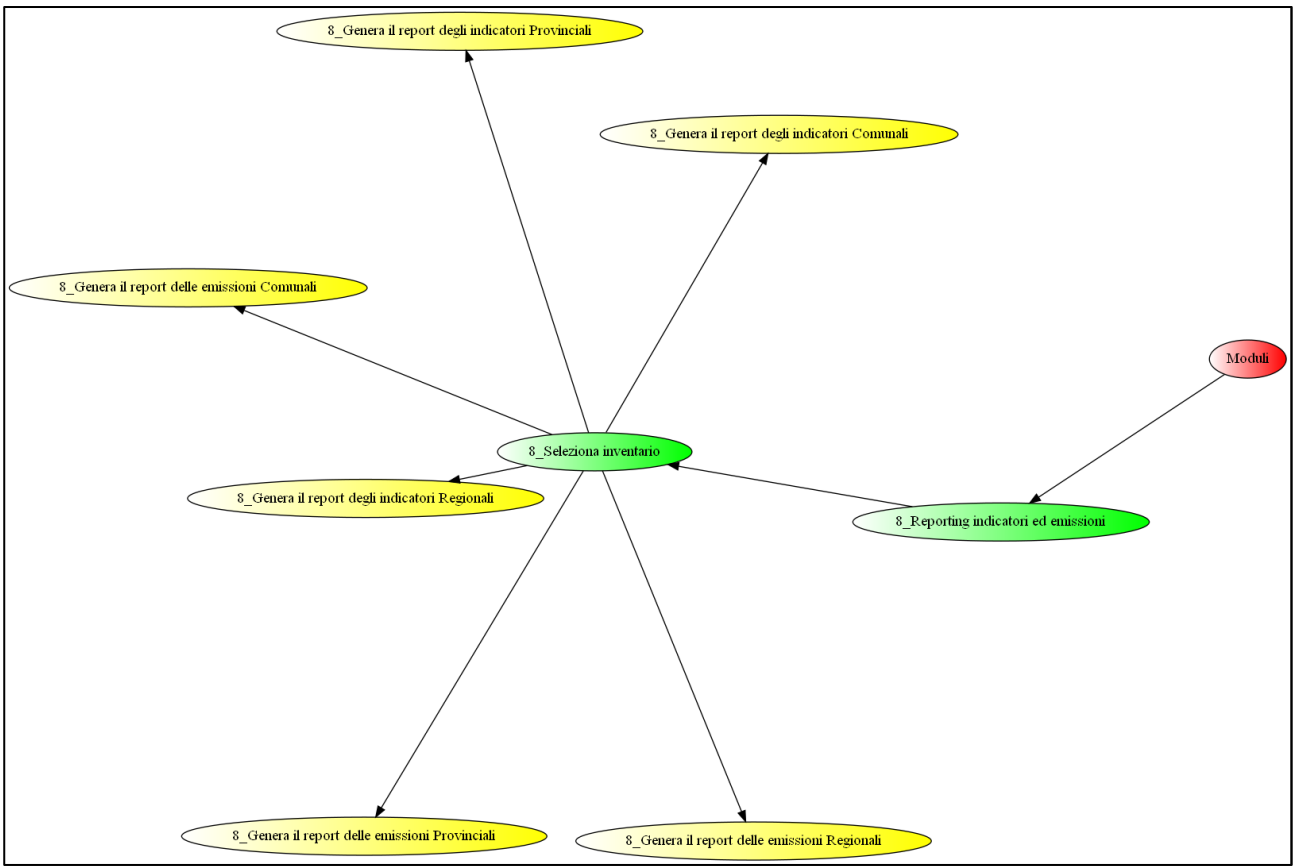 8_Genera il report degli indicatori Provinciali
8_Genera il report degli indicatori Comunali
8_Genera il report delle emissioni Comunali
Moduli
8_Seleziona inventario
8_Genera il report degli indicatori Regionali
8_Reporting indicatori ed emissioni
8_Genera il report delle emissioni Provinciali
8_Genera il report delle emissioni Regionali